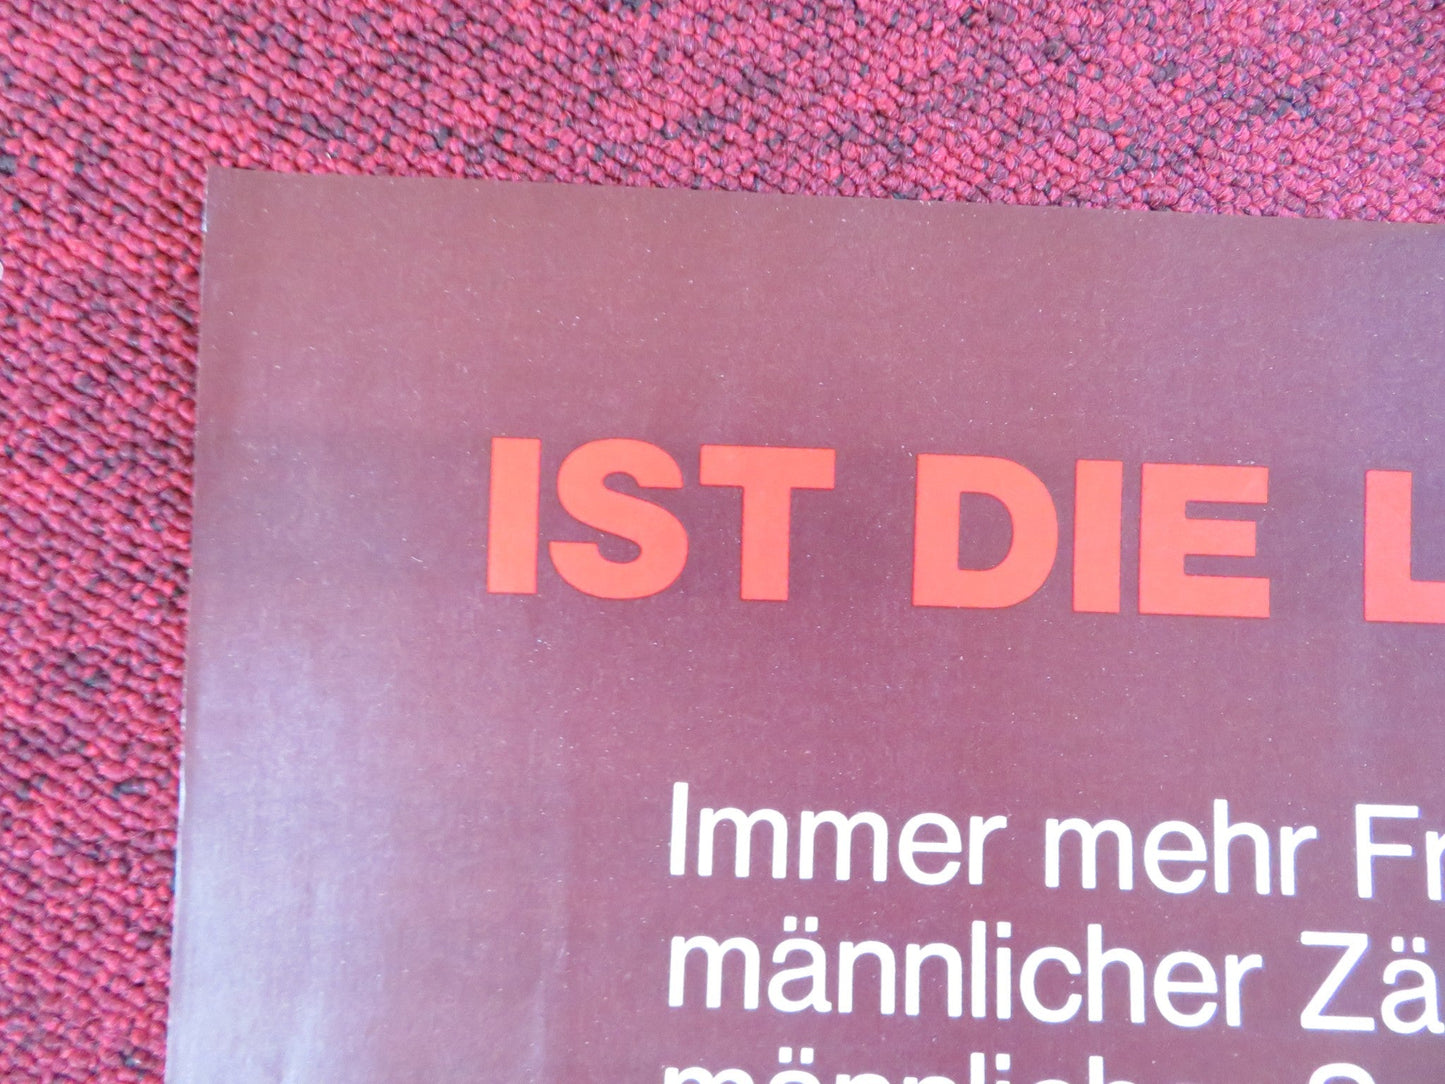 IST DIE L
Immer mehr Fr
männlicher Zä